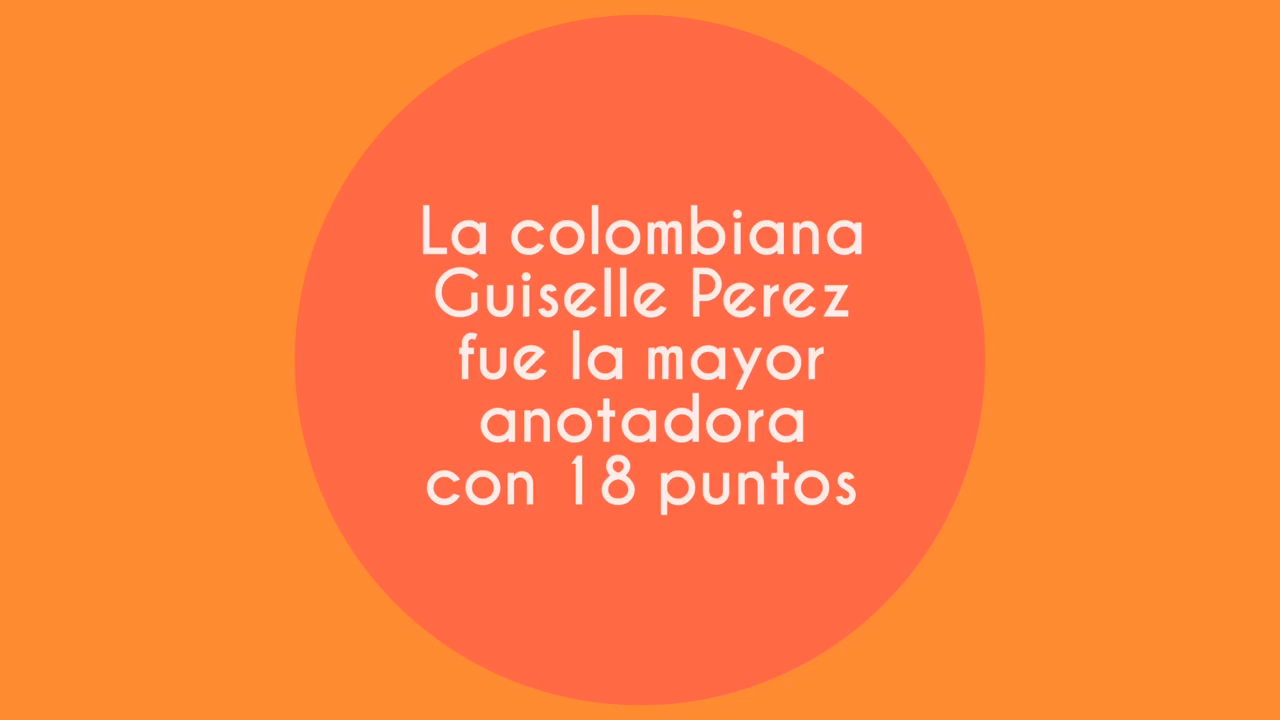 La colombiana
Guiselle Perez
fue la mayor
anotadora
con 18 puntos